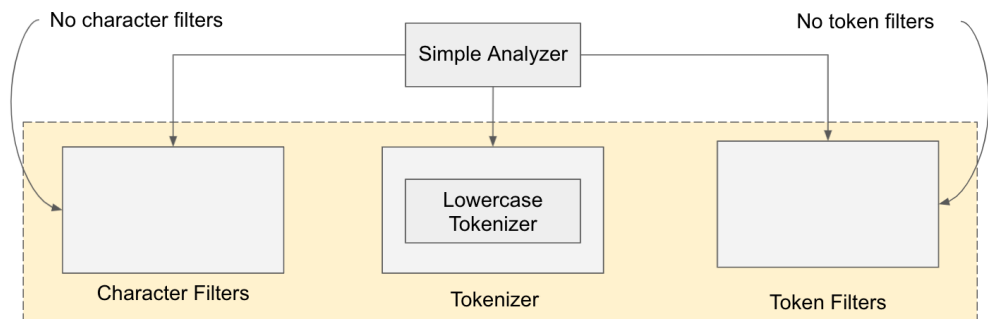 No character filters
No token filters
Simple Analyzer
Lowercase
Tokenizer
Character Filters
Tokenizer
Token Filters